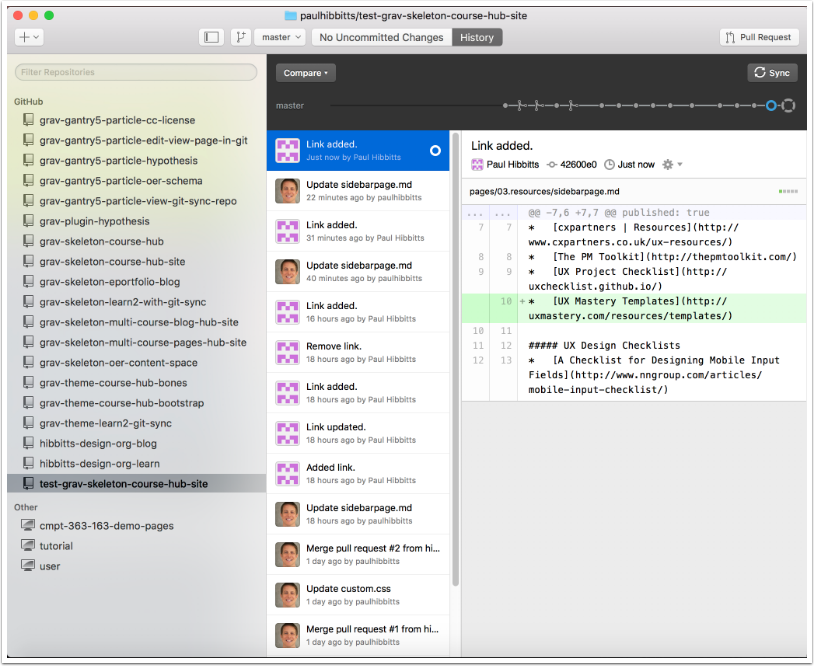 paulhibbitts/test-grav-skeleton-course-hub-site
master
No Uncommitted Changes
History
Pull Request
Filter Repositories
GitHub
grav-gantry5-particle-cc-license
grav-gantry5-particle-edit-view-page-in-git
grav-gantry5-particle-hypothesis
grav-gantry5-particle-oer-schema
grav-gantry5-particle-view-git-sync-repo
grav-plugin-hypothesis
grav-skeleton-course-hub
grav-skeleton-course-hub-site
grav-skeleton-eportfolio-blog
grav-skeleton-learn2-with-git-sync
grav-skeleton-multi-course-blog-hub-site
grav-skeleton-multi-course-pages-hub-site
grav-skeleton-oer-content-space
grav-theme-course-hub-bones
grav-theme-course-hub-bootstrap
grav-theme-learn2-git-sync
hibbitts-design-org-blog
hibbitts-design-org-learn
test-grav-skeleton-course-hub-site
Other
cmpt-363-163-demo-pages
tutorial
user
Compare
Sync
master
Link added.
Just now by Paul Hibbitts
Update sidebarpage.md
22 minutes ago by paulhibbitts
Link added.
31 minutes ago by Paul Hibbitts
Update sidebarpage.md
40 minutes ago by paulhibbitts
Link added.
16 hours ago by Paul Hibbitts
Remove link.
18 hours ago by Paul Hibbitts
Link added.
18 hours ago by Paul Hibbitts
Link updated.
18 hours ago by Paul Hibbitts
Added link.
18 hours ago by Paul Hibbitts
Update sidebarpage.md
18 hours ago by paulhibbitts
Merge pull request #2 from hi...
1 day ago by paulhibbitts
Update custom.css
1 day ago by paulhibbitts
Merge pull request #1 from hi...
1 day ago by paulhibbitts
Link added.
Paul Hibbitts 42600e0 Just now
pages/03.resources/sidebarpage.md
... ... @@ -7,6 +7,7 @@ published: true
7 7 * [cxpartners | Resources](http://
www.cxpartners.co.uk/ux-resources/)
8 8 * [The PM Toolkit](http://thepmtoolkit.com/)
9 9 * [UX Project Checklist](http://
uxchecklist.github.io/)
10 +* [UX Mastery Templates](http://
uxmastery.com/resources/templates/)
10 11
11 12 ##### UX Design Checklists
12 13 * [A Checklist for Designing Mobile Input
Fields](http://www.nngroup.com/articles/
mobile-input-checklist/)